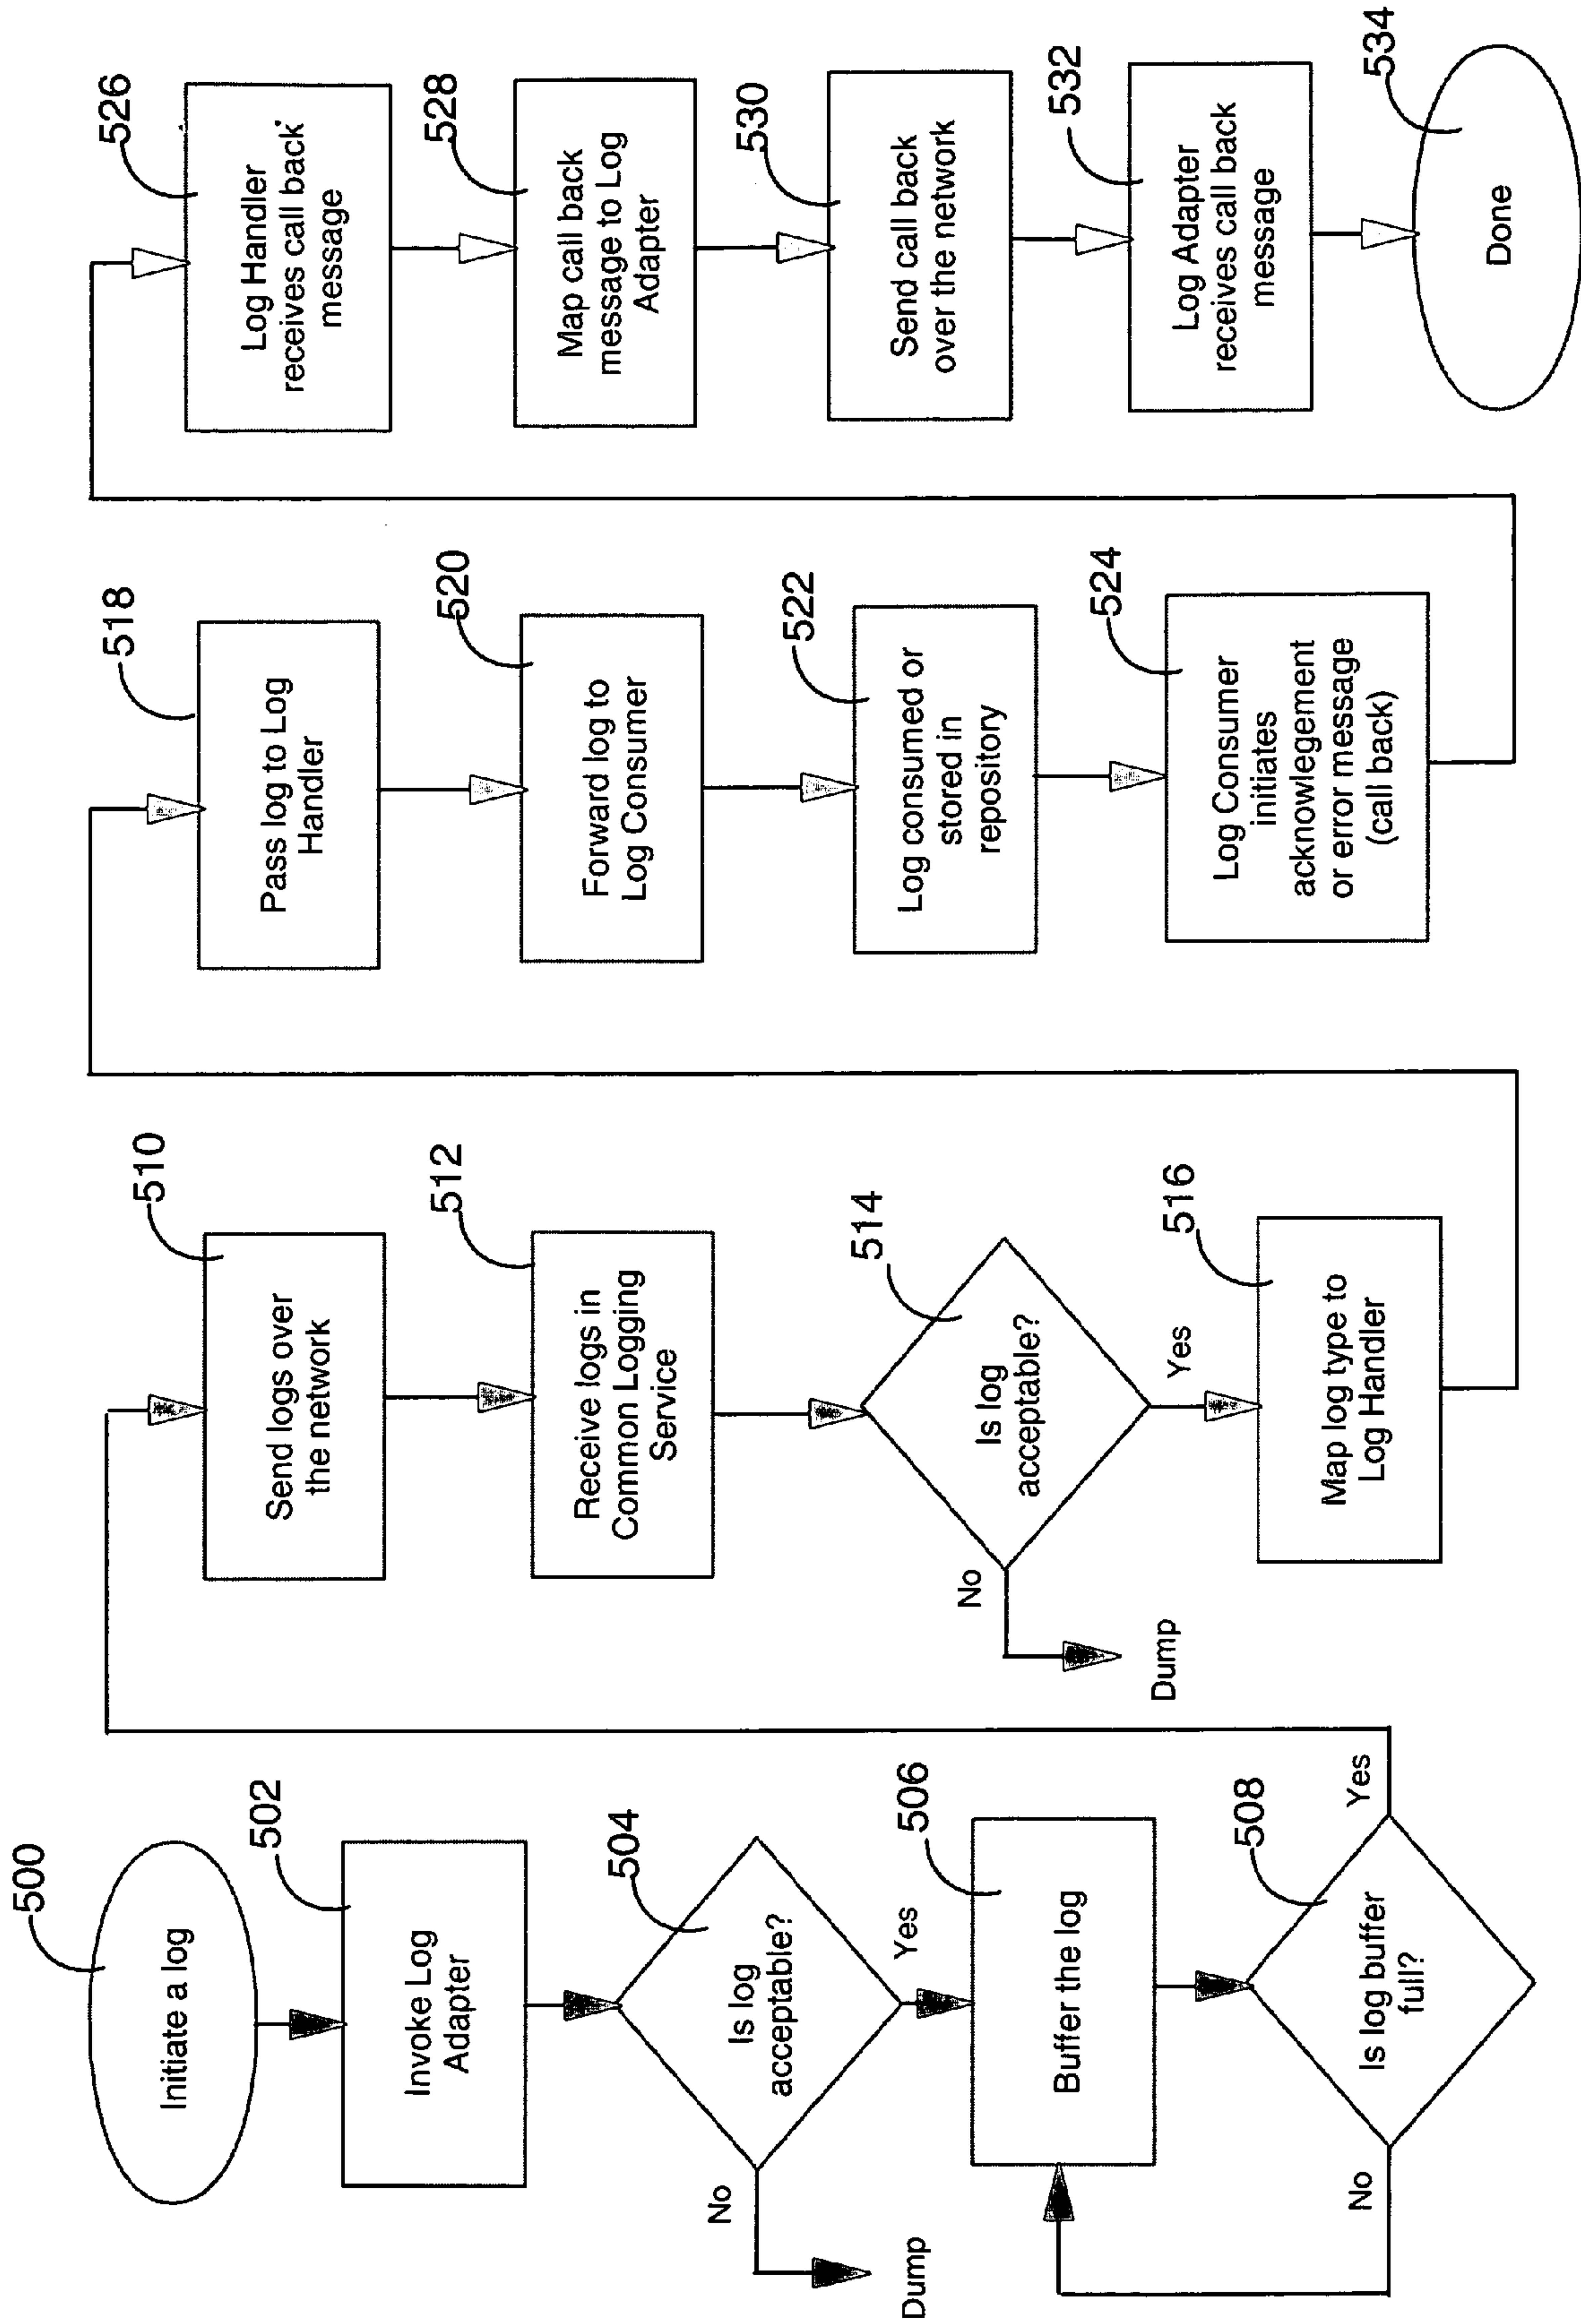 500
Initiate a log
502
Invoke Log
Adapter
504
Is log
acceptable?
No
Dump
Yes
506
Buffer the log
508
Is log buffer
full?
No
Yes
510
Send logs over
the network
512
Receive logs in
Common Logging
Service
514
Is log
acceptable?
No
Dump
Yes
516
Map log type to
Log Handler
518
Pass log to Log
Handler
520
Forward log to
Log Consumer
522
Log consumed or
stored in
repository
524
Log Consumer
initiates
acknowlegement
or error message
(call back)
526
Log Handler
receives call back
message
528
Map call back
message to Log
Adapter
530
Send call back
over the network
532
Log Adapter
receives call back
message
534
Done